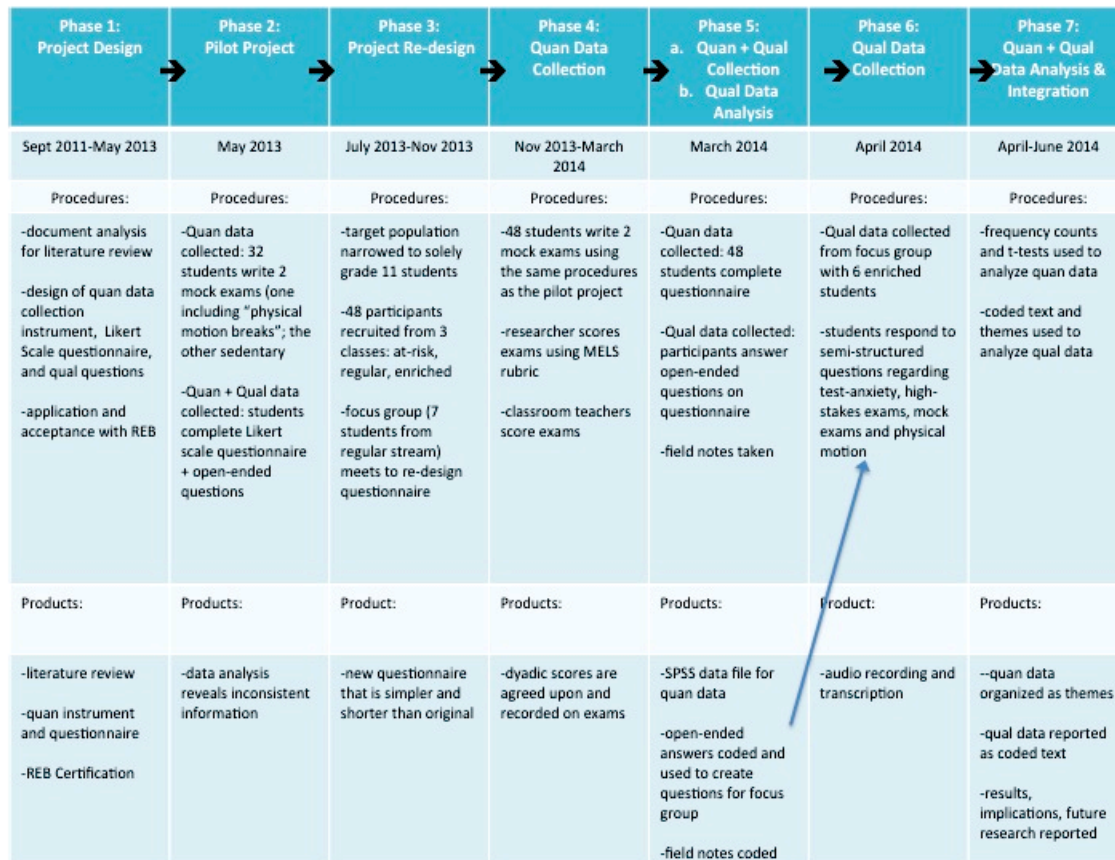 Phase 1:
Project Design
Phase 2:
Pilot Project
Phase 3:
Project Re-design
Phase 4:
Quan Data
Collection
Phase 5:
a. Quan + Qual
Collection
b. Qual Data
Analysis
Phase 6:
Qual Data
Collection
Phase 7:
Quan + Qual
Data Analysis &
Integration
Sept 2011-May 2013
May 2013
July 2013-Nov 2013
Nov 2013-March
2014
March 2014
April 2014
April-June 2014
Procedures:
Procedures:
Procedures:
Procedures:
Procedures:
Procedures:
Procedures:
-document analysis
for literature review
-design of quan data
collection
instrument, Likert
Scale questionnaire,
and qual questions
-application and
acceptance with REB
-Quan data
collected: 32
students write 2
mock exams (one
including “physical
motion breaks”; the
other sedentary
-Quan + Qual data
collected: students
complete Likert
scale questionnaire
+ open-ended
questions
-target population
narrowed to solely
grade 11 students
-48 participants
recruited from 3
classes: at-risk,
regular, enriched
-focus group (7
students from
regular stream)
meets to re-design
questionnaire
-48 students write 2
mock exams using
the same procedures
as the pilot project
-researcher scores
exams using MELS
rubric
-classroom teachers
score exams
-Quan data
collected: 48
students complete
questionnaire
-Qual data collected:
participants answer
open-ended
questions on
questionnaire
-field notes taken
-Qual data collected
from focus group
with 6 enriched
students
-students respond to
semi-structured
questions regarding
test-anxiety, high-
stakes exams, mock
exams and physical
motion
-frequency counts
and t-tests used to
analyze quan data
-coded text and
themes used to
analyze qual data
Products:
Products:
Product:
Products:
Products:
Product:
Products:
-literature review
-quan instrument
and questionnaire
-REB Certification
-data analysis
reveals inconsistent
information
-new questionnaire
that is simpler and
shorter than original
-dyadic scores are
agreed upon and
recorded on exams
-SPSS data file for
quan data
-open-ended
answers coded and
used to create
questions for focus
group
-field notes coded
-audio recording and
transcription
--quan data
organized as themes
-qual data reported
as coded text
-results,
implications, future
research reported